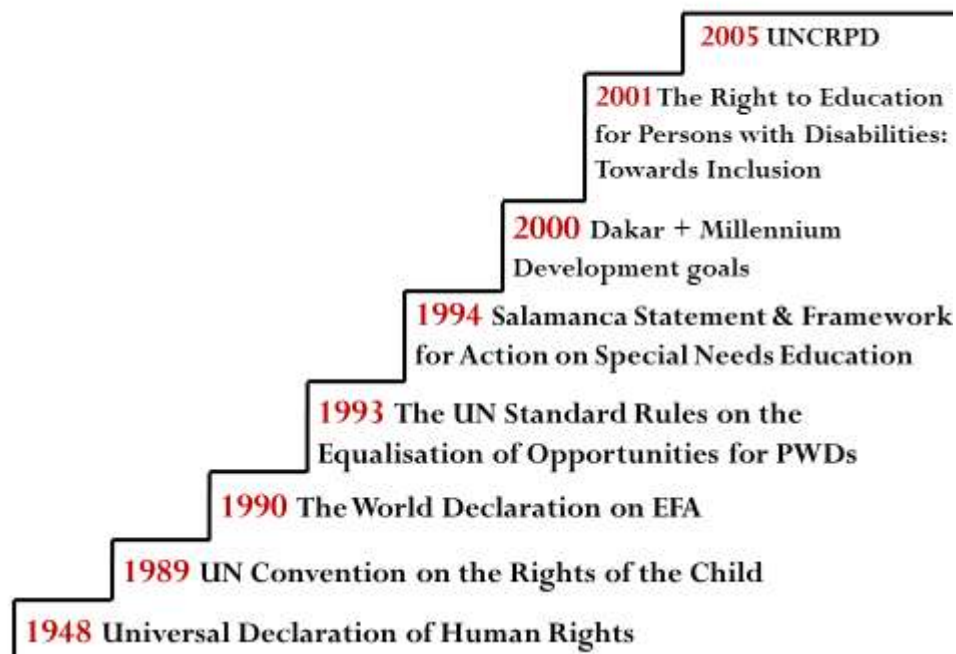 2005 UNCRPD
2001 The Right to Education
for Persons with Disabilities:
Towards Inclusion
2000 Dakar + Millennium
Development goals
1994 Salamanca Statement & Framework
for Action on Special Needs Education
1993 The UN Standard Rules on the
Equalisation of Opportunities for PWDs
1990 The World Declaration on EFA
1989 UN Convention on the Rights of the Child
1948 Universal Declaration of Human Rights